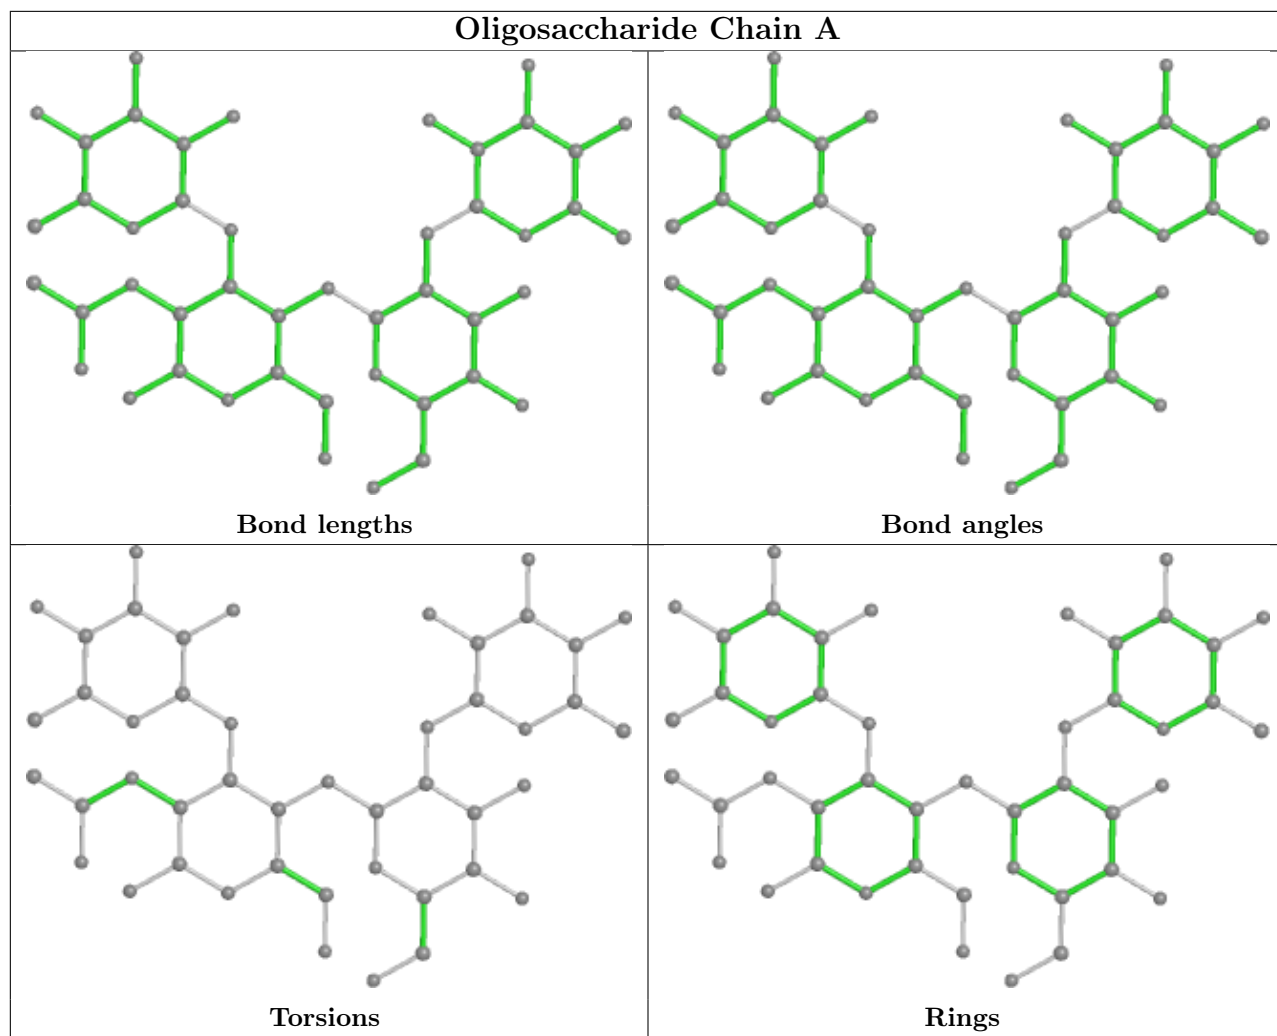 Oligosaccharide Chain A
Bond lengths
Bond angles
Torsions
Rings